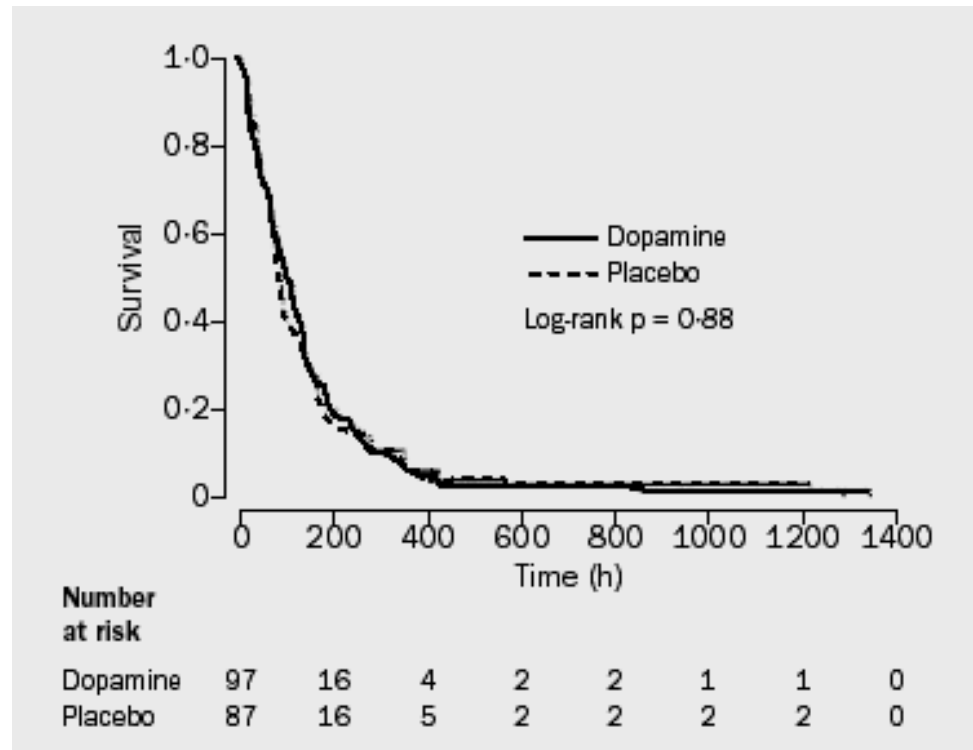 1·0
0·8
0·6
0·4
0·2
0
Survival
Dopamine
Placebo
Log-rank p = 0·88
0 200 400 600 800 1000 1200 1400
Time (h)
Number
at risk
Dopamine 97 16 4 2 2 1 1 0
Placebo 87 16 5 2 2 2 2 0